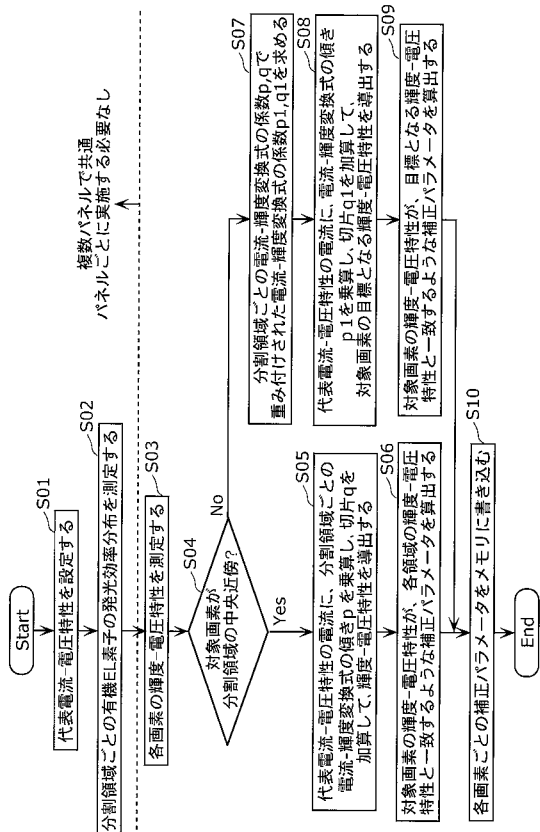 Start
S01
代表電流-電圧特性を設定する
S02
分割領域ごとの有機EL素子の発光効率分布を測定する
複数パネルで共通
パネルごとに実施する必要なし
S03
各画素の輝度-電圧特性を測定する
S04
対象画素が
分割領域の中央近傍?
Yes
No
S05
代表電流-電圧特性の電流に、分割領域ごとの
電流-輝度変換式の傾きpを乗算し、切片qを
加算して、輝度-電圧特性を導出する
S06
対象画素の輝度-電圧特性が、各領域の輝度-電圧
特性と一致するような補正パラメータを算出する
S07
分割領域ごとの電流-輝度変換式の係数p,qで
重み付けされた電流-輝度変換式の係数p1,q1を求める
S08
代表電流-電圧特性の電流に、電流-輝度変換式の傾き
p1を乗算し、切片q1を加算して、
対象画素の目標となる輝度-電圧特性を導出する
S09
対象画素の輝度-電圧特性が、目標となる輝度-電圧
特性と一致するような補正パラメータを算出する
S10
各画素ごとの補正パラメータをメモリに書き込む
End